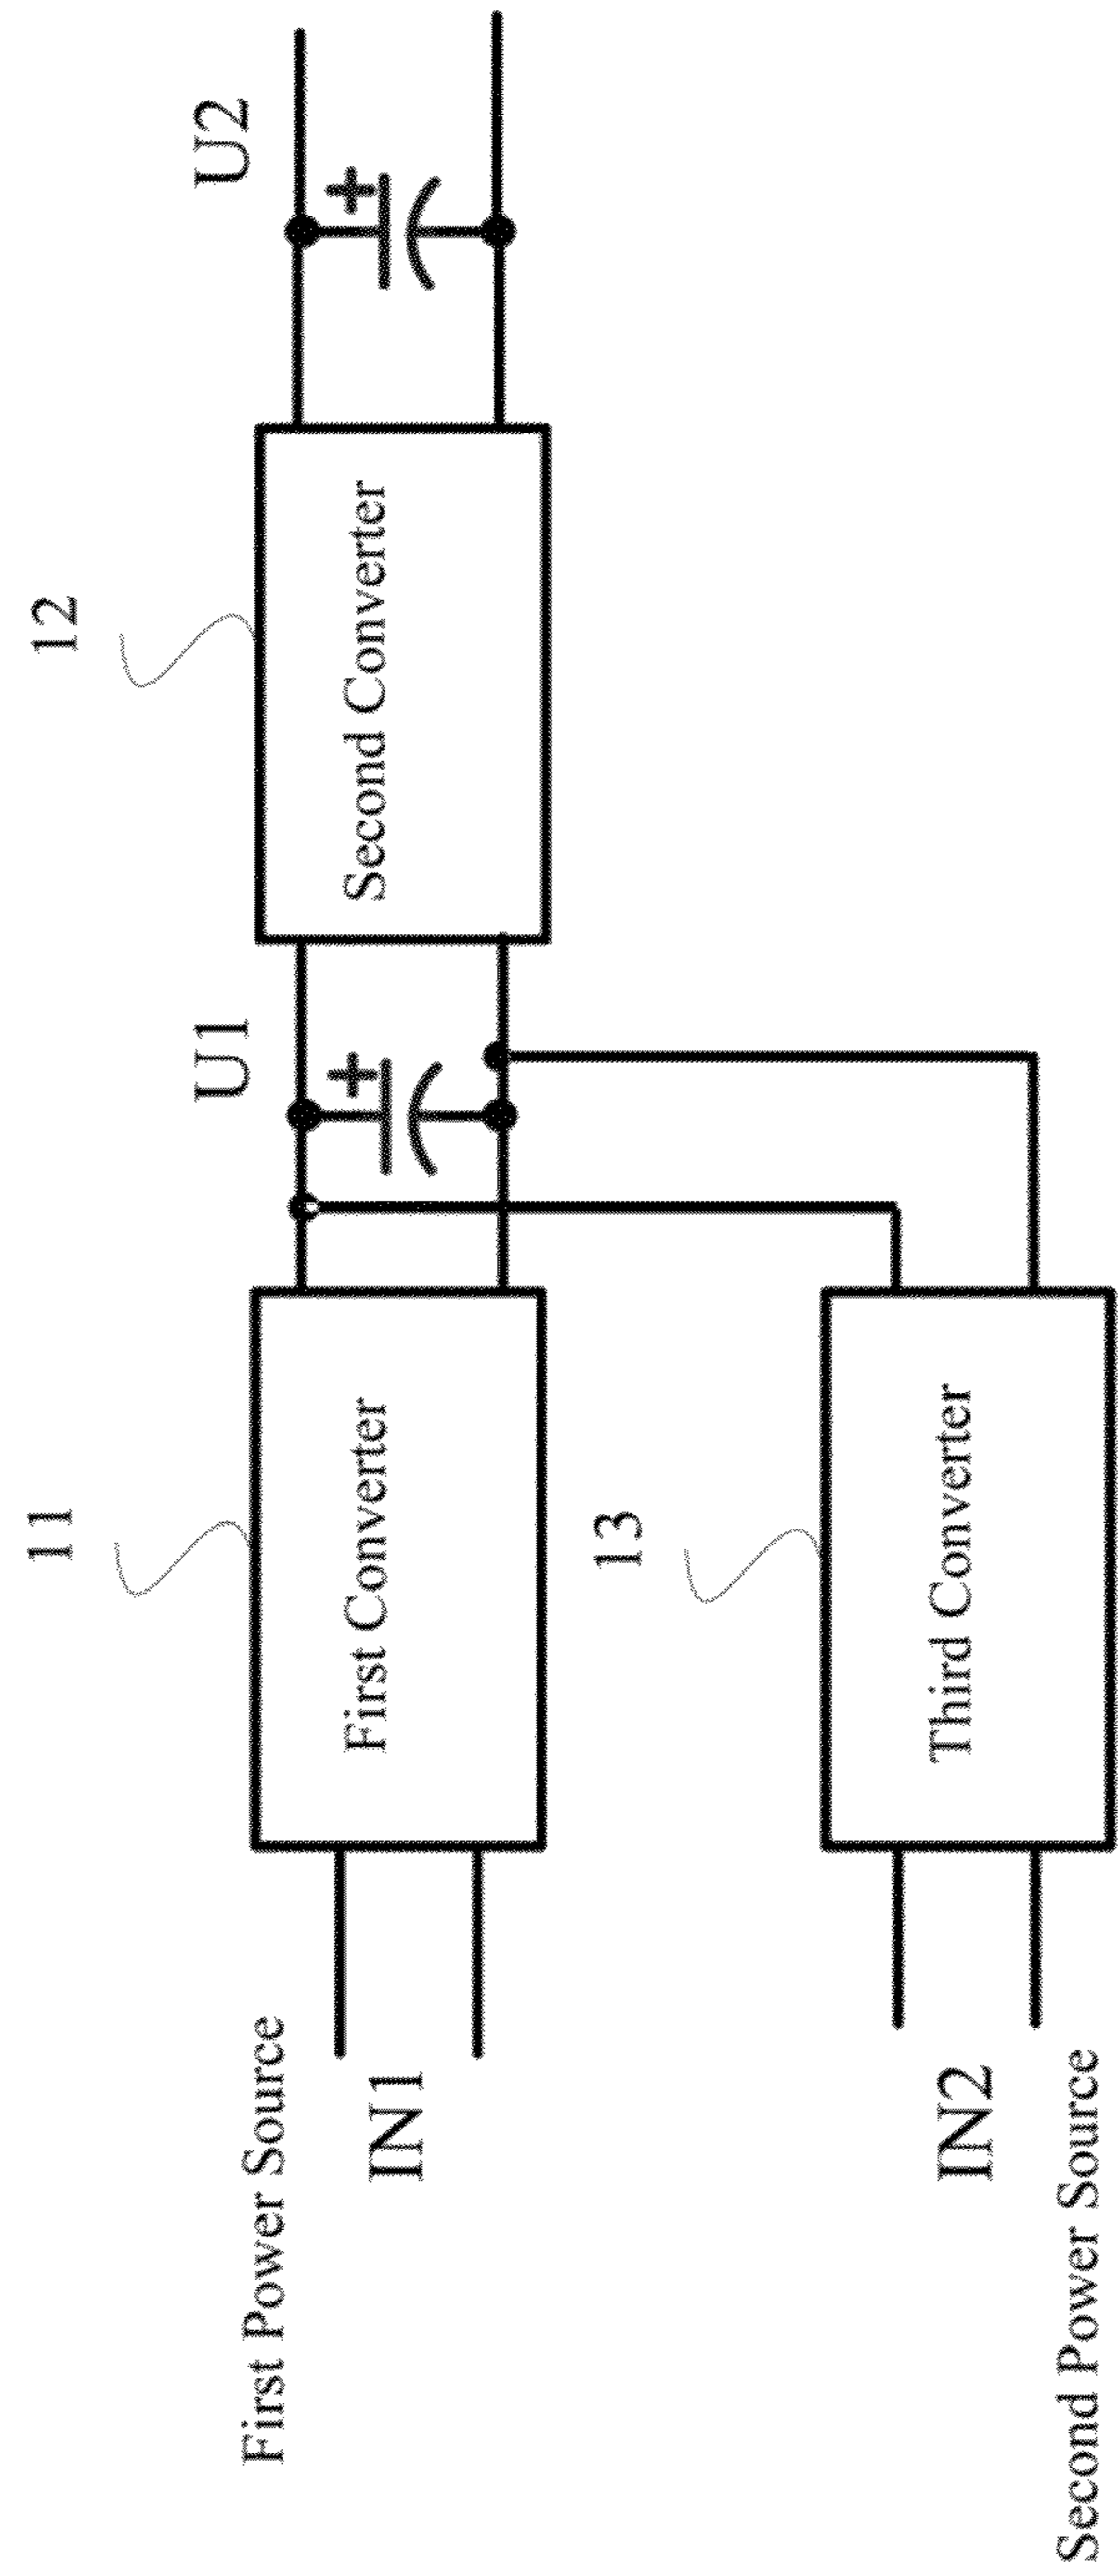 First Power Source
IN1
11
First Converter
U1
12
Second Converter
U2
13
Third Converter
IN2
Second Power Source